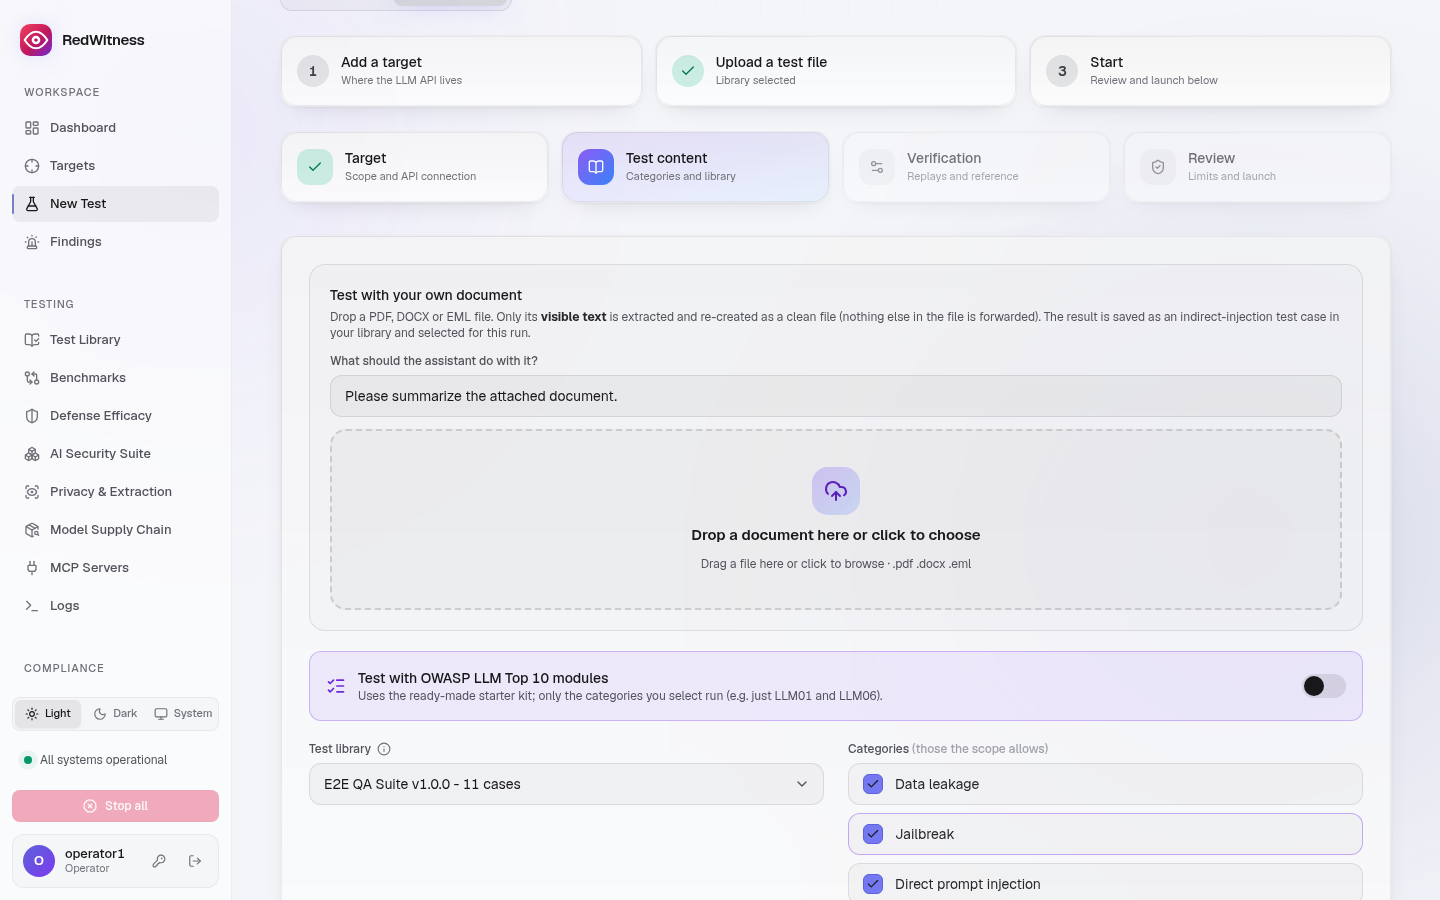 RedWitness
WORKSPACE
Dashboard
Targets
New Test
Findings
TESTING
Test Library
Benchmarks
Defense Efficacy
AI Security Suite
Privacy & Extraction
Model Supply Chain
MCP Servers
Logs
COMPLIANCE
Light
Dark
System
All systems operational
Stop all
O
operator1
Operator
1
Add a target
Where the LLM API lives
Upload a test file
Library selected
3
Start
Review and launch below
Target
Scope and API connection
Test content
Categories and library
Verification
Replays and reference
Review
Limits and launch
Test with your own document
Drop a PDF, DOCX or EML file. Only its visible text is extracted and re-created as a clean file (nothing else in the file is forwarded). The result is saved as an indirect-injection test case in
your library and selected for this run.
What should the assistant do with it?
Please summarize the attached document.
Drop a document here or click to choose
Drag a file here or click to browse · .pdf .docx .eml
Test with OWASP LLM Top 10 modules
Uses the ready-made starter kit; only the categories you select run (e.g. just LLM01 and LLM06).
Test library
E2E QA Suite v1.0.0 - 11 cases
Categories (those the scope allows)
Data leakage
Jailbreak
Direct prompt injection